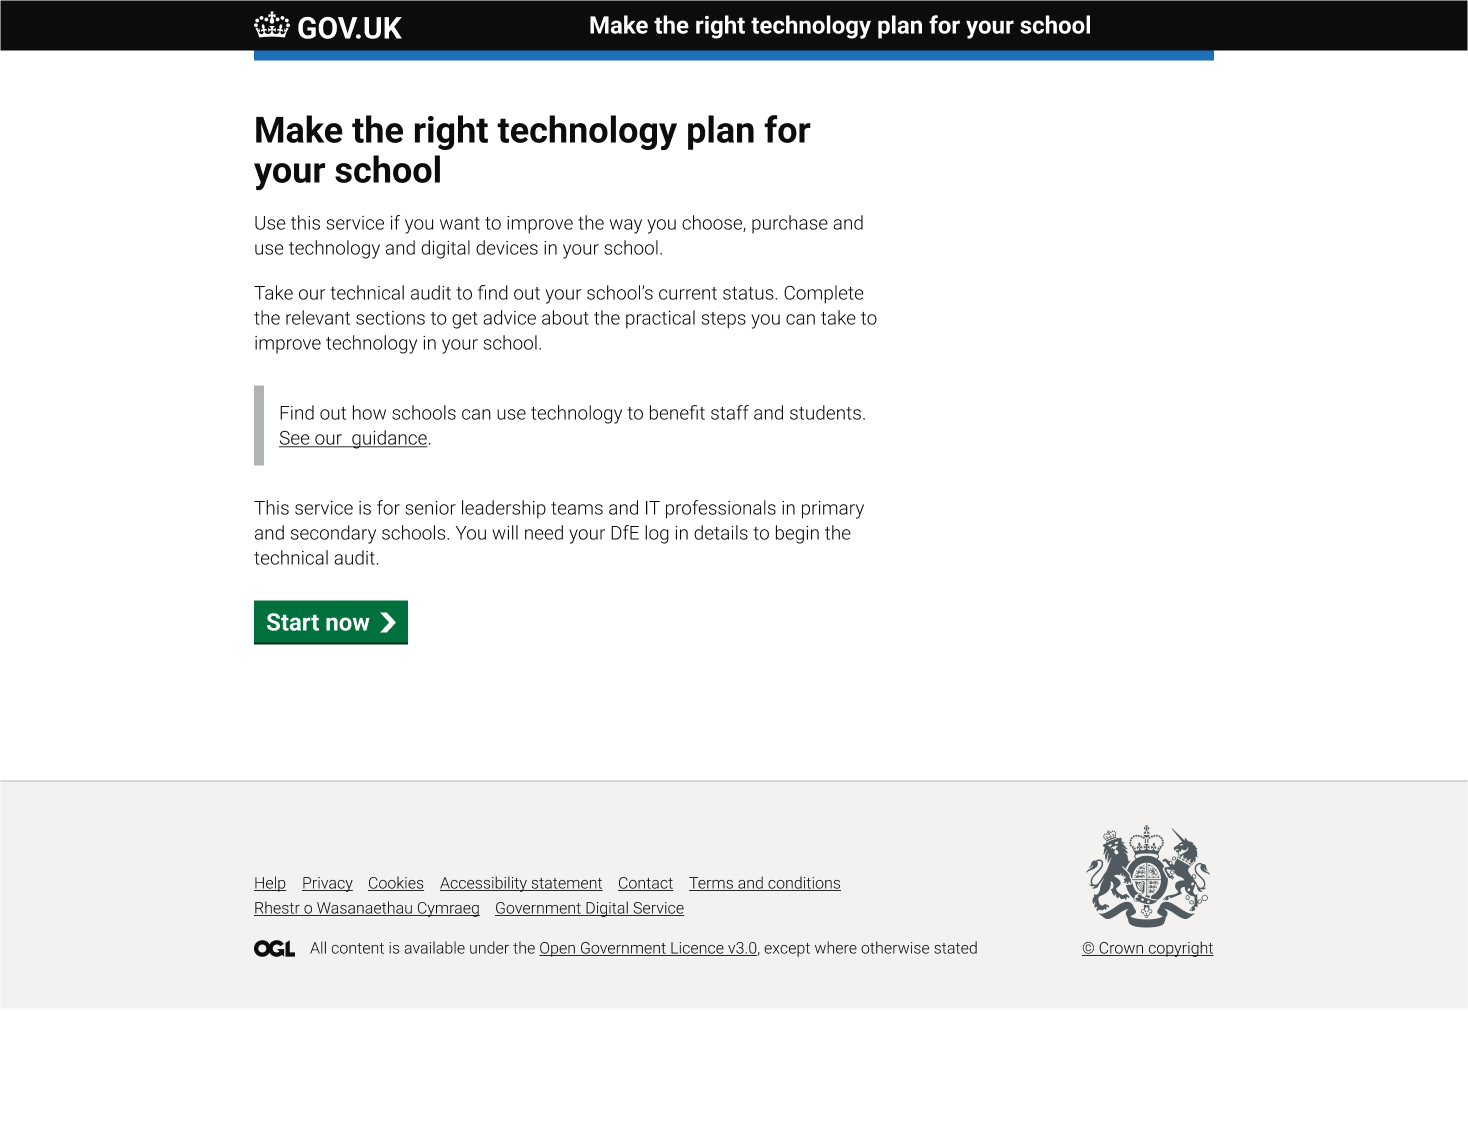 GOV.UK
Make the right technology plan for your school
Make the right technology plan for
your school
Use this service if you want to improve the way you choose, purchase and
use technology and digital devices in your school.
Take our technical audit to find out your school’s current status. Complete
the relevant sections to get advice about the practical steps you can take to
improve technology in your school.
Find out how schools can use technology to benefit staff and students.
See our  guidance.
This service is for senior leadership teams and IT professionals in primary
and secondary schools. You will need your DfE log in details to begin the
technical audit.
Start now
Help Privacy Cookies Accessibility statement Contact Terms and conditions
Rhestr o Wasanaethau Cymraeg Government Digital Service
OGL All content is available under the Open Government Licence v3.0, except where otherwise stated
© Crown copyright